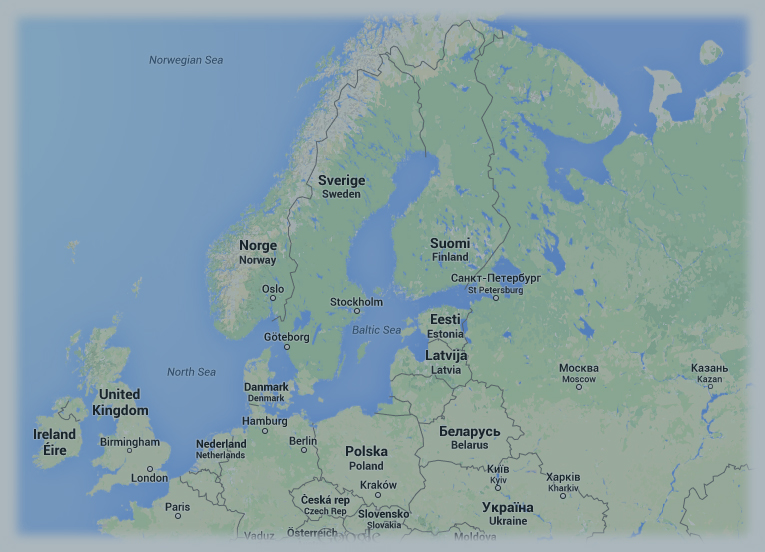 Norwegian Sea
Sverige
Sweden
Norge
Norway
Suomi
Finland
Санкт-Петербург
St Petersburg
Oslo
Stockholm
Baltic Sea
Eesti
Estonia
Göteborg
Latvija
Latvia
North Sea
Москва
Moscow
Казань
Kazan
Danmark
Denmark
United
Kingdom
Hamburg
Беларусь
Belarus
Ireland
Éire
Birmingham
Nederland
Netherlands
Berlin
Polska
Poland
London
Київ
Kyiv
Харків
Kharkiv
Kraków
Česká rep
Czech Rep
Paris
Slovensko
Slovakia
Україна
Ukraine
Vaduz
Österreich
Moldova